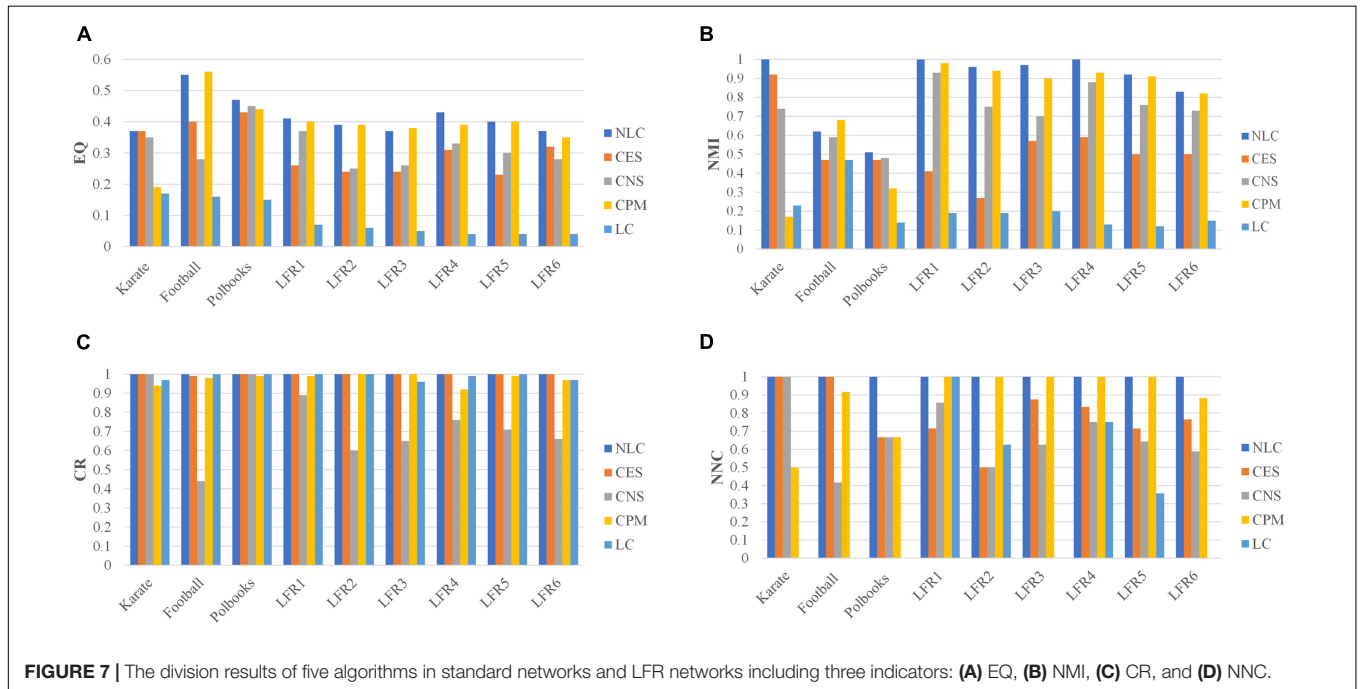 A
0.6
0.5
0.4
0.3
0.2
0.1
0
EQ
Karate
Football
Polbooks
LFR1
LFR2
LFR3
LFR4
LFR5
LFR6
NLC
CES
CNS
CPM
LC
B
1
0.9
0.8
0.7
0.6
0.5
0.4
0.3
0.2
0.1
0
NMI
Karate
Football
Polbooks
LFR1
LFR2
LFR3
LFR4
LFR5
LFR6
NLC
CES
CNS
CPM
LC
C
1
0.9
0.8
0.7
0.6
0.5
0.4
0.3
0.2
0.1
0
CR
Karate
Football
Polbooks
LFR1
LFR2
LFR3
LFR4
LFR5
LFR6
NLC
CES
CNS
CPM
LC
D
1
0.9
0.8
0.7
0.6
0.5
0.4
0.3
0.2
0.1
0
NNC
Karate
Football
Polbooks
LFR1
LFR2
LFR3
LFR4
LFR5
LFR6
NLC
CES
CNS
CPM
LC
FIGURE 7 | The division results of five algorithms in standard networks and LFR networks including three indicators: (A) EQ, (B) NMI, (C) CR, and (D) NNC.